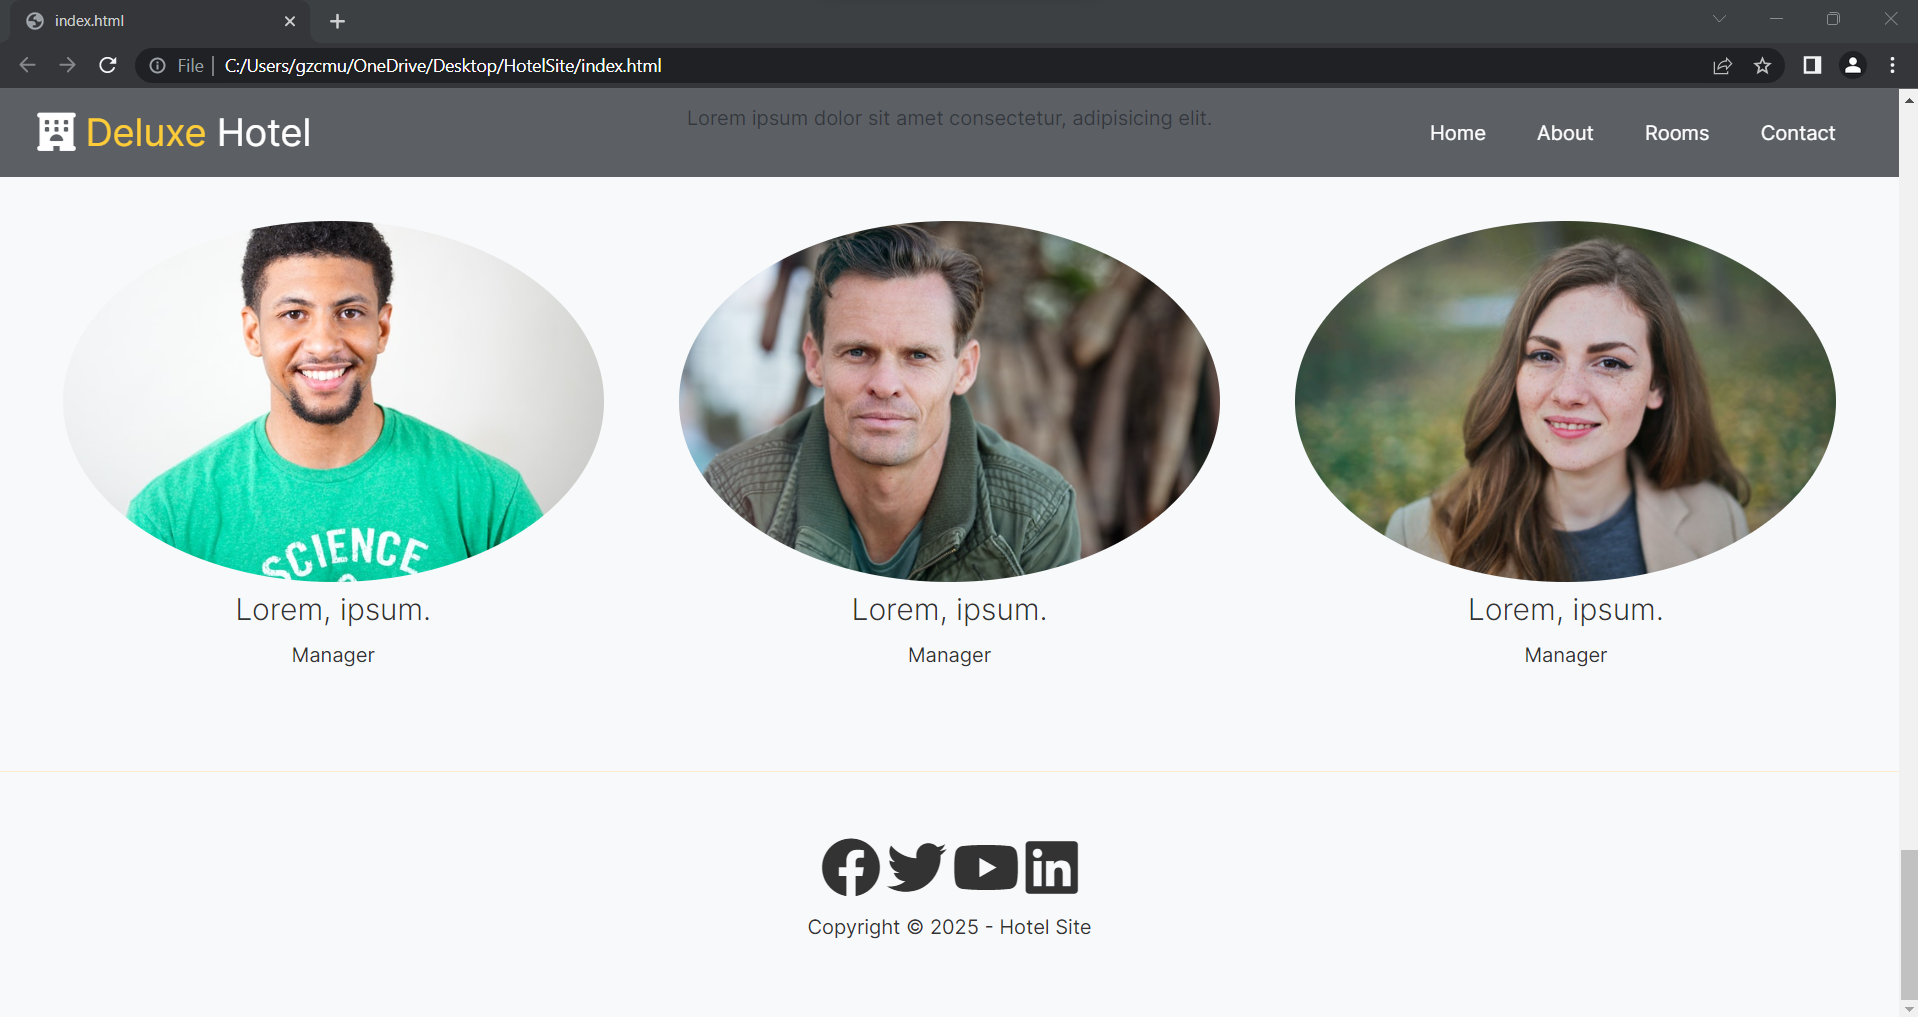 index.html
File
C:/Users/gzcmu/OneDrive/Desktop/HotelSite/index.html
Deluxe Hotel
Lorem ipsum dolor sit amet consectetur, adipisicing elit.
Home About Rooms Contact
SCIENCE
Lorem, ipsum. Lorem, ipsum. Lorem, ipsum.
Manager Manager Manager
in
Copyright © 2025 - Hotel Site